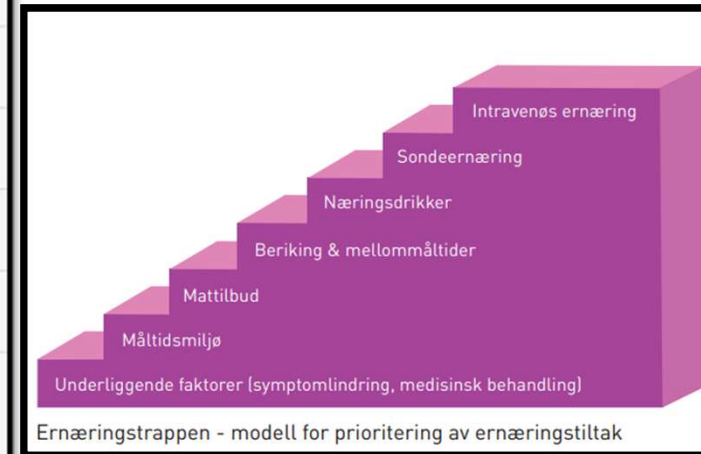 Intravenøs ernæring
Sondeernæring
Næringsdrikker
Beriking & mellommåltider
Mattilbud
Måltidsmiljø
Underliggende faktorer (symptomlindring, medisinsk behandling)
Ernæringstrappen - modell for prioritering av ernæringstiltak